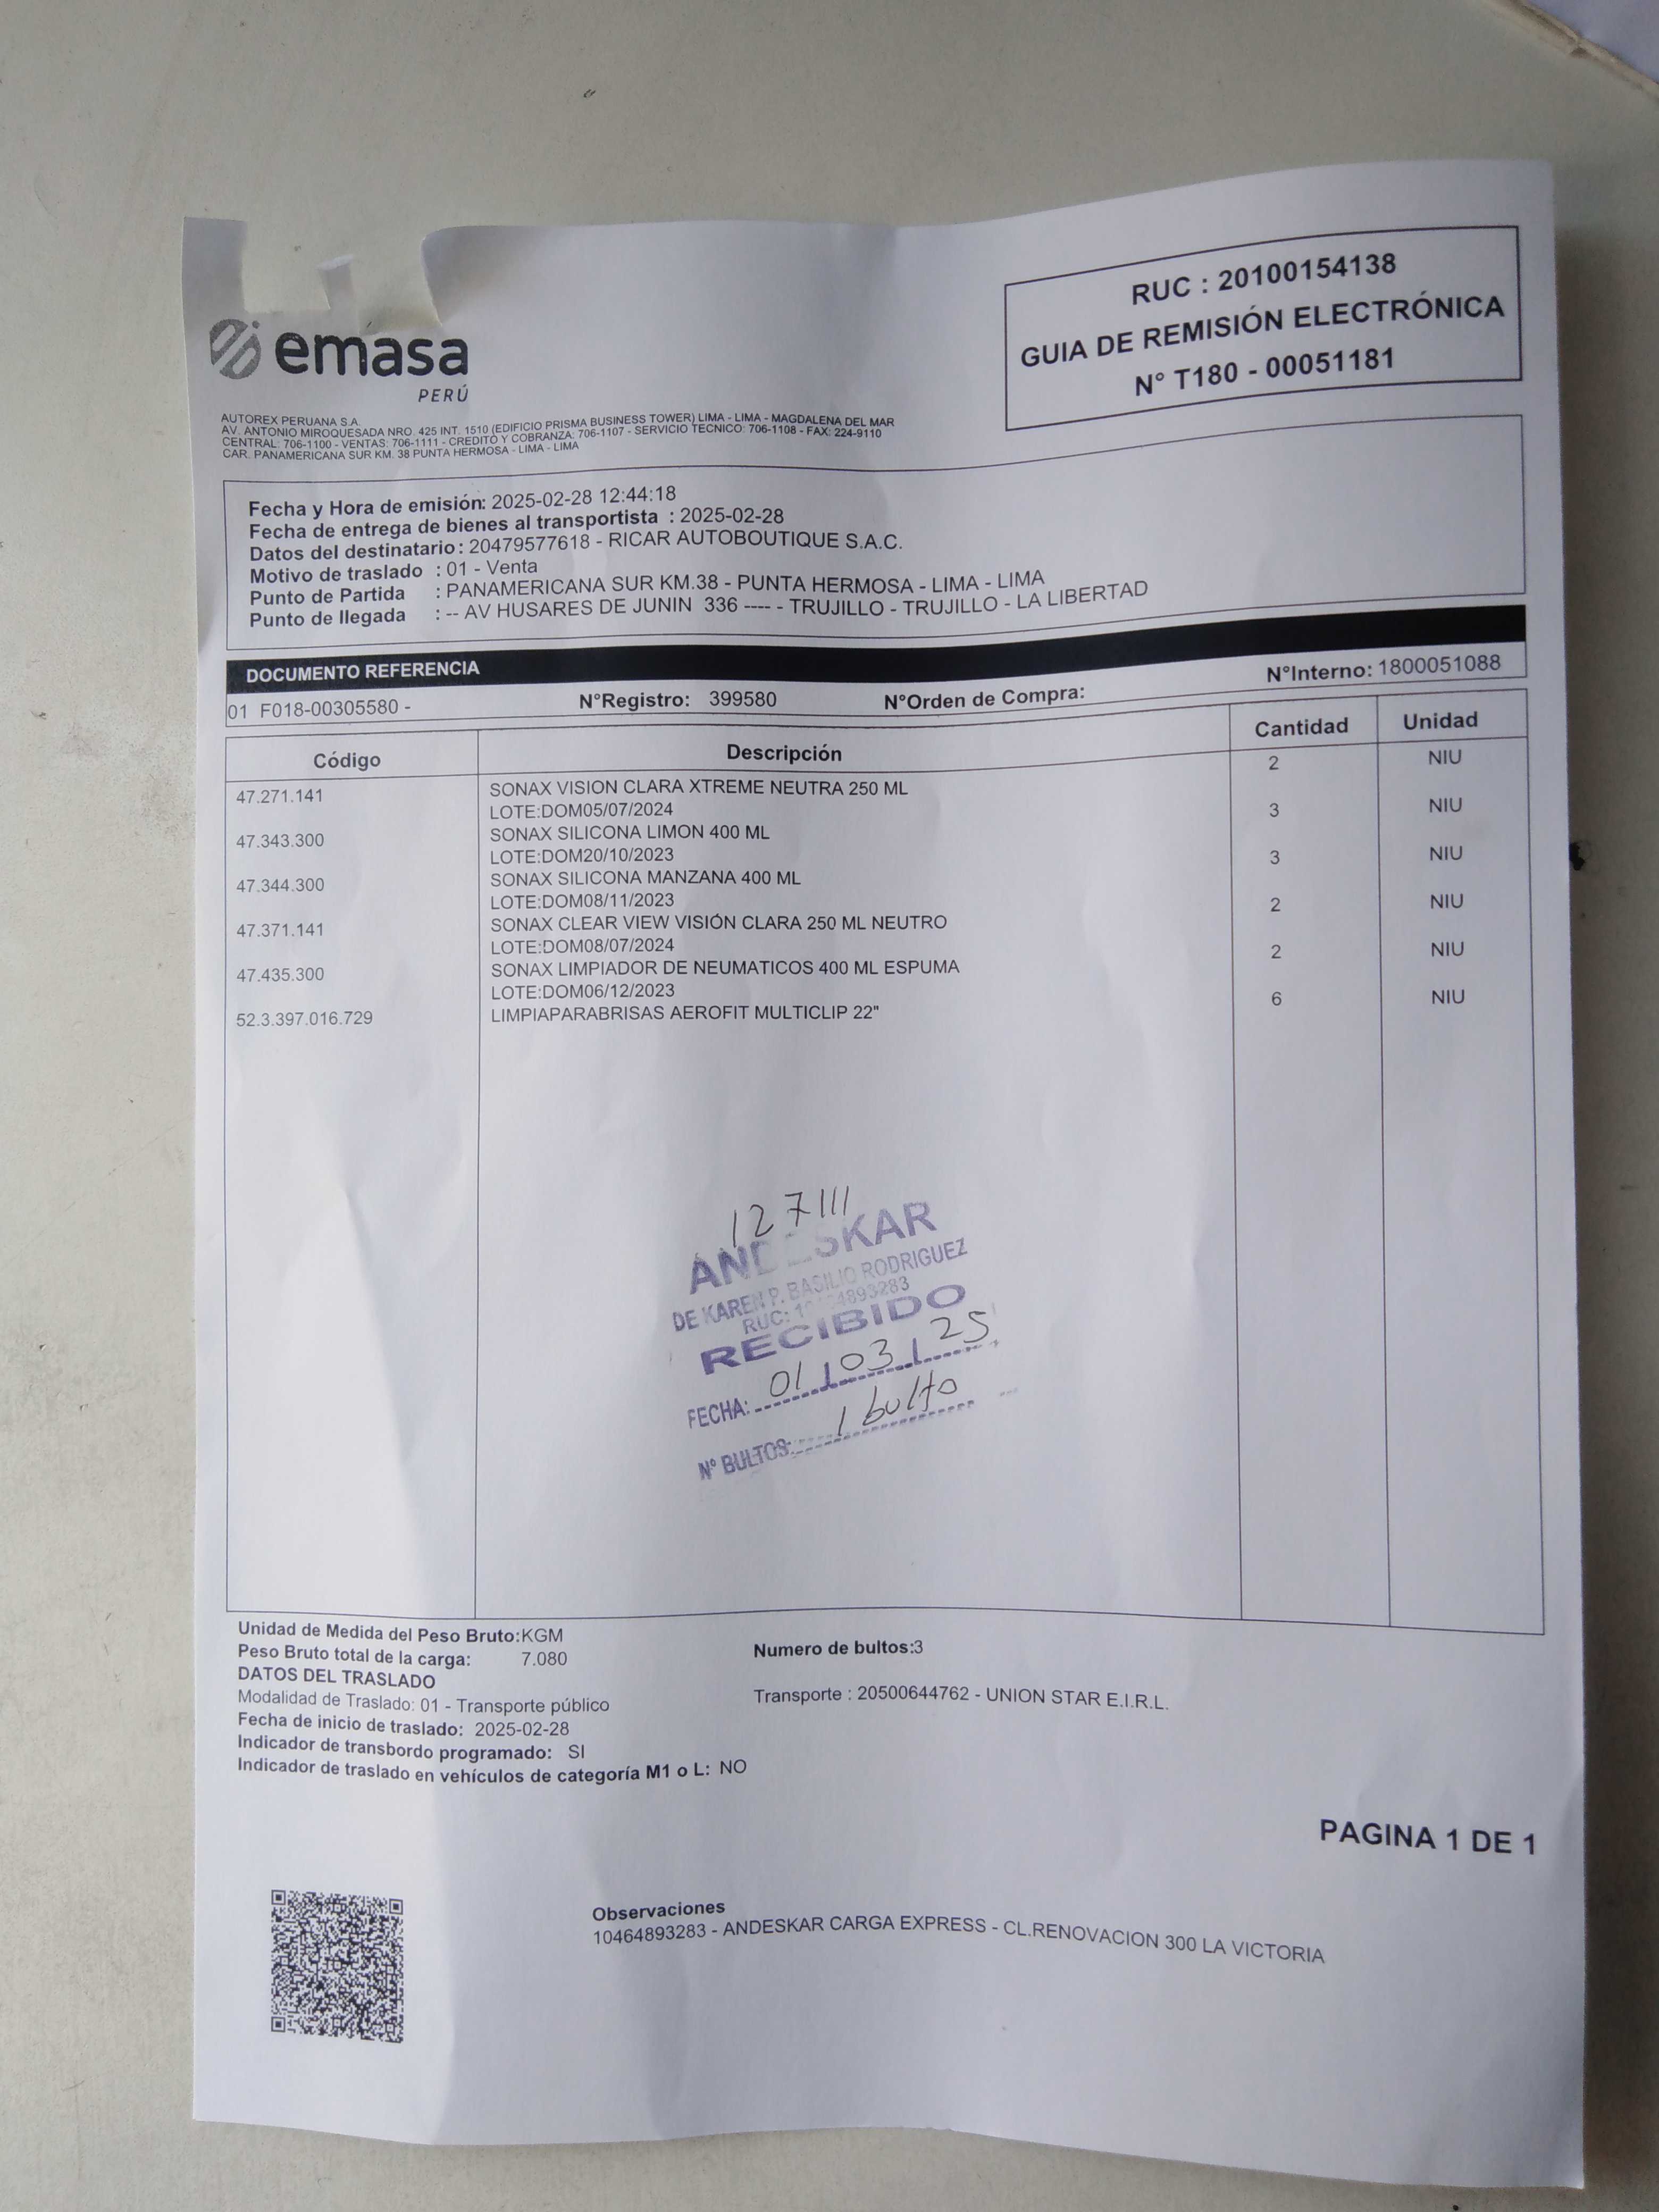 emasa
PERÚ
RUC : 20100154138
GUIA DE REMISIÓN ELECTRÓNICA
N° T180 - 00051181
AUTOREX PERUANA S.A.
AV. ANTONIO MIROQUESADA NRO. 425 INT. 1510 (EDIFICIO PRISMA BUSINESS TOWER) LIMA - LIMA - MAGDALENA DEL MAR
CENTRAL: 706-1100 - VENTAS: 706-1111 - CREDITO Y COBRANZA: 706-1107 - SERVICIO TECNICO: 706-1108 - FAX: 224-9110
CAR. PANAMERICANA SUR KM. 38 PUNTA HERMOSA - LIMA - LIMA
Fecha y Hora de emisión: 2025-02-28 12:44:18
Fecha de entrega de bienes al transportista : 2025-02-28
Datos del destinatario : 20479577618 - RICAR AUTOBOUTIQUE S.A.C.
Motivo de traslado : 01 - Venta
Punto de Partida : PANAMERICANA SUR KM.38 - PUNTA HERMOSA - LIMA - LIMA
Punto de llegada : -- AV HUSARES DE JUNIN 336 ---- - TRUJILLO - TRUJILLO - LA LIBERTAD
DOCUMENTO REFERENCIA
01 F018-00305580 - N°Registro: 399580 N°Orden de Compra: N°Interno: 1800051088
Código Descripción Cantidad Unidad
47.271.141 SONAX VISION CLARA XTREME NEUTRA 250 ML 2 NIU
LOTE:DOM05/07/2024
47.343.300 SONAX SILICONA LIMON 400 ML 3 NIU
LOTE:DOM20/10/2023
47.344.300 SONAX SILICONA MANZANA 400 ML 3 NIU
LOTE:DOM08/11/2023
47.371.141 SONAX CLEAR VIEW VISIÓN CLARA 250 ML NEUTRO 2 NIU
LOTE:DOM08/07/2024
47.435.300 SONAX LIMPIADOR DE NEUMATICOS 400 ML ESPUMA 2 NIU
LOTE:DOM06/12/2023
52.3.397.016.729 LIMPIAPARABRISAS AEROFIT MULTICLIP 22" 6 NIU
127111
ANDESKAR
DE KAREN P. BASILIO RODRIGUEZ
RUC: 4893283
RECIBIDO
FECHA: 01 / 03 / 25
N° BULTOS: 1 bulto
Unidad de Medida del Peso Bruto:KGM
Peso Bruto total de la carga: 7.080 Numero de bultos:3
DATOS DEL TRASLADO
Modalidad de Traslado: 01 - Transporte público Transporte : 20500644762 - UNION STAR E.I.R.L.
Fecha de inicio de traslado: 2025-02-28
Indicador de transbordo programado: SI
Indicador de traslado en vehículos de categoría M1 o L: NO
PAGINA 1 DE 1
Observaciones
10464893283 - ANDESKAR CARGA EXPRESS - CL.RENOVACION 300 LA VICTORIA